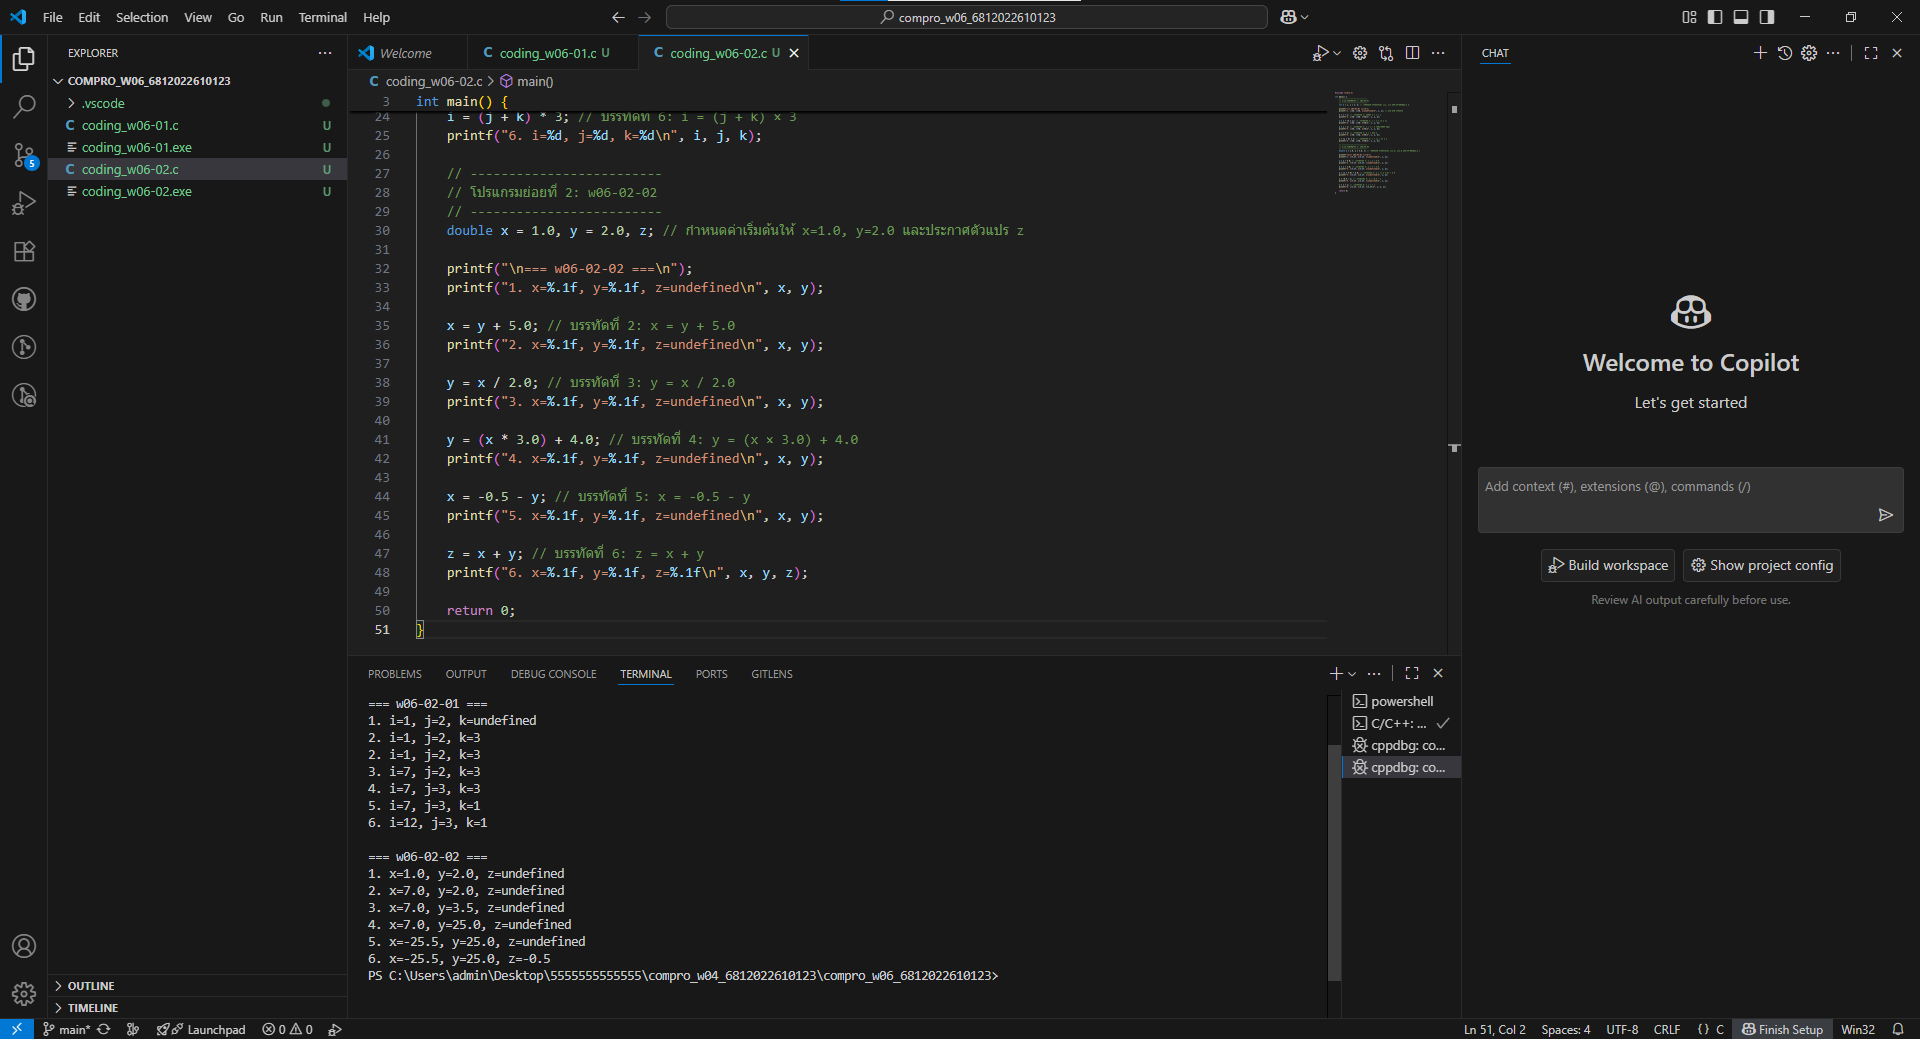 File Edit Selection View Go Run Terminal Help
compro_w06_6812022610123
EXPLORER
COMPRO_W06_6812022610123
.vscode
coding_w06-01.c U
coding_w06-01.exe U
coding_w06-02.c U
coding_w06-02.exe U
5
OUTLINE
TIMELINE
Welcome
C coding_w06-01.c U
C coding_w06-02.c U
C coding_w06-02.c > main()
3 int main() {
24 i = (j + k) * 3; // บรรทัดที่ 6: i = (j + k) × 3
25 printf("6. i=%d, j=%d, k=%d\n", i, j, k);
26
27 // -------------------------
28 // โปรแกรมย่อยที่ 2: w06-02-02
29 // -------------------------
30 double x = 1.0, y = 2.0, z; // กำหนดค่าเริ่มต้นให้ x=1.0, y=2.0 และประกาศตัวแปร z
31
32 printf("\n=== w06-02-02 ===\n");
33 printf("1. x=%.1f, y=%.1f, z=undefined\n", x, y);
34
35 x = y + 5.0; // บรรทัดที่ 2: x = y + 5.0
36 printf("2. x=%.1f, y=%.1f, z=undefined\n", x, y);
37
38 y = x / 2.0; // บรรทัดที่ 3: y = x / 2.0
39 printf("3. x=%.1f, y=%.1f, z=undefined\n", x, y);
40
41 y = (x * 3.0) + 4.0; // บรรทัดที่ 4: y = (x × 3.0) + 4.0
42 printf("4. x=%.1f, y=%.1f, z=undefined\n", x, y);
43
44 x = -0.5 - y; // บรรทัดที่ 5: x = -0.5 - y
45 printf("5. x=%.1f, y=%.1f, z=undefined\n", x, y);
46
47 z = x + y; // บรรทัดที่ 6: z = x + y
48 printf("6. x=%.1f, y=%.1f, z=%.1f\n", x, y, z);
49
50 return 0;
51 }
PROBLEMS OUTPUT DEBUG CONSOLE TERMINAL PORTS GITLENS
=== w06-02-01 ===
1. i=1, j=2, k=undefined
2. i=1, j=2, k=3
2. i=1, j=2, k=3
3. i=7, j=2, k=3
4. i=7, j=3, k=3
5. i=7, j=3, k=1
6. i=12, j=3, k=1
=== w06-02-02 ===
1. x=1.0, y=2.0, z=undefined
2. x=7.0, y=2.0, z=undefined
3. x=7.0, y=3.5, z=undefined
4. x=7.0, y=25.0, z=undefined
5. x=-25.5, y=25.0, z=undefined
6. x=-25.5, y=25.0, z=-0.5
PS C:\Users\admin\Desktop\5555555555555\compro_w04_6812022610123\compro_w06_6812022610123>
powershell
C/C++: ...
cppdbg: co...
cppdbg: co...
CHAT
Welcome to Copilot
Let's get started
Add context (#), extensions (@), commands (/)
Build workspace
Show project config
Review AI output carefully before use.
main* Launchpad 0 0
Ln 51, Col 2 Spaces: 4 UTF-8 CRLF {} C Finish Setup Win32